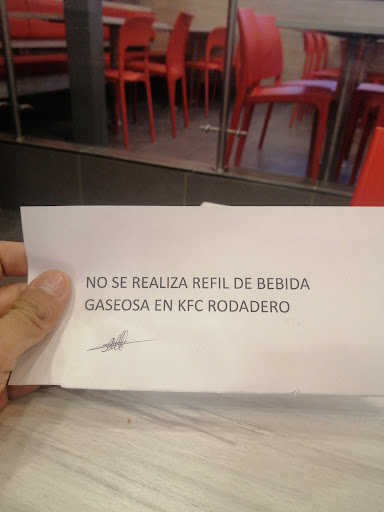 NO SE REALIZA REFIL DE BEBIDA
GASEOSA EN KFC RODADERO